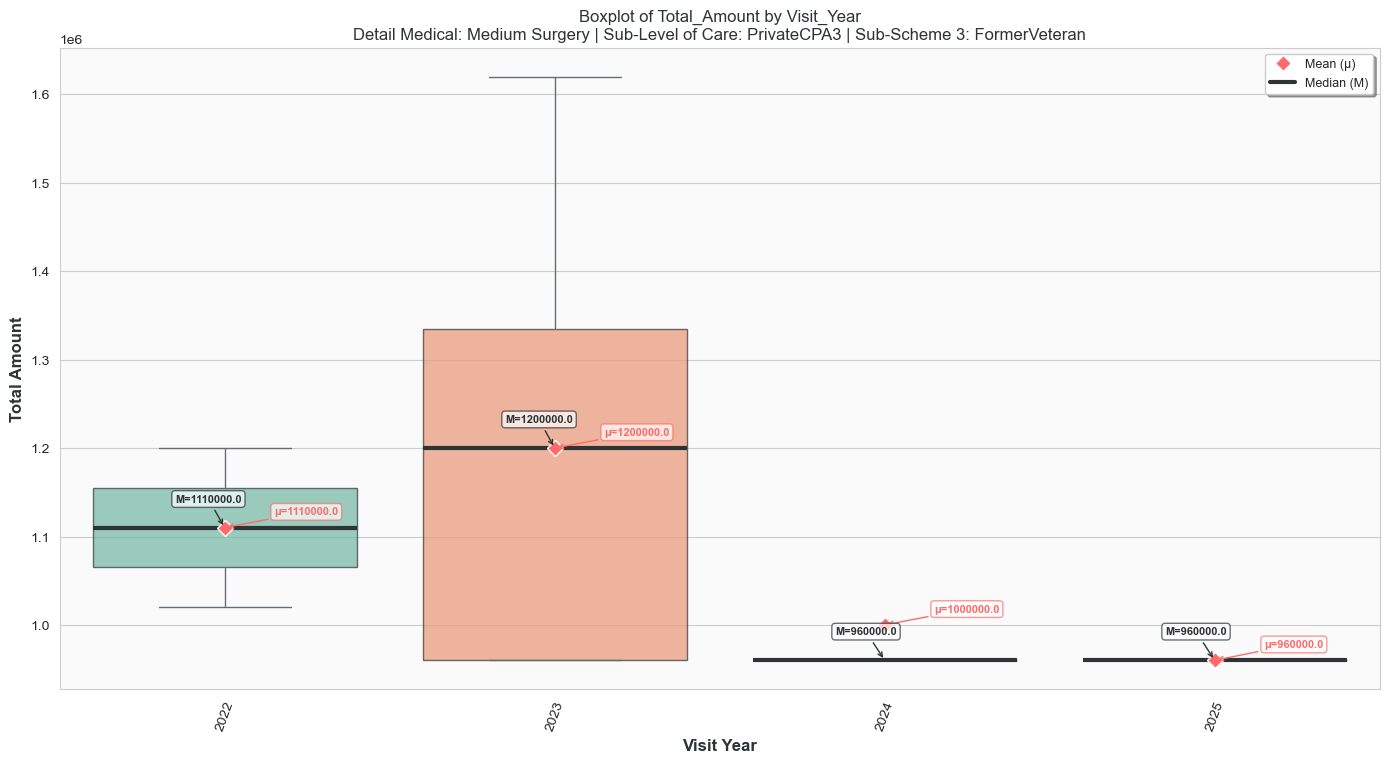 Boxplot of Total_Amount by Visit_Year
Detail Medical: Medium Surgery | Sub-Level of Care: PrivateCPA3 | Sub-Scheme 3: FormerVeteran
1e6
Mean (μ)
Median (M)
1.6
1.5
1.4
1.3
1.2
1.1
1.0
Total Amount
M=1110000.0
μ=1110000.0
M=1200000.0
μ=1200000.0
M=960000.0
μ=1000000.0
M=960000.0
μ=960000.0
2022
2023
2024
2025
Visit Year